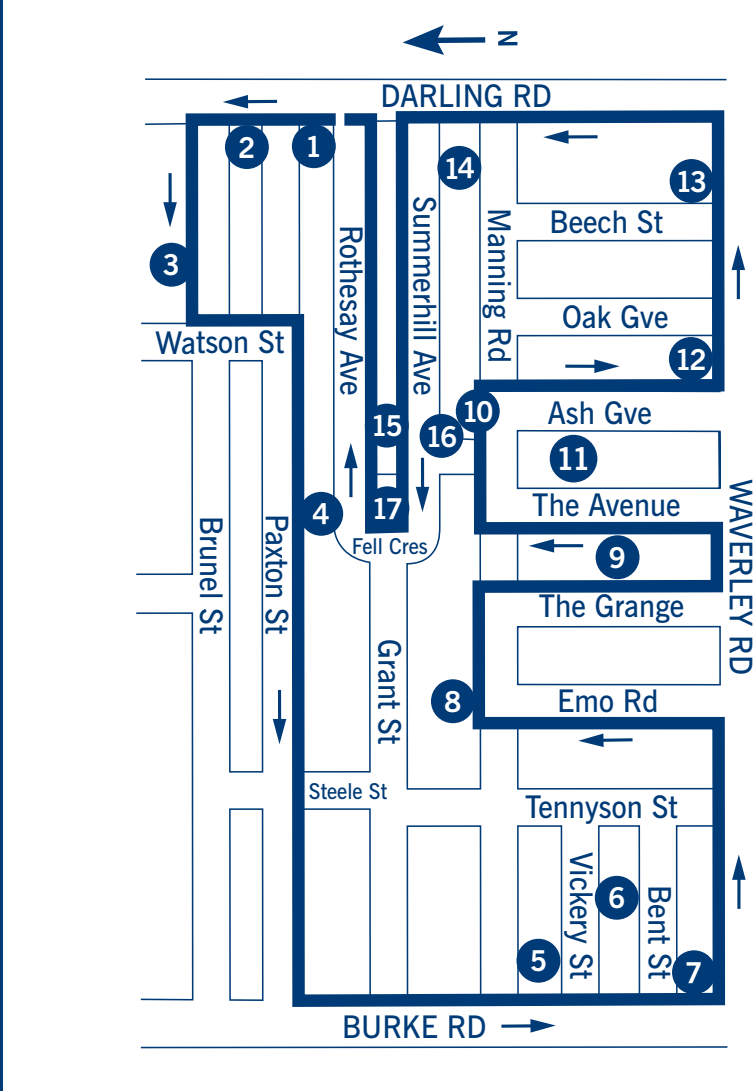 N
DARLING RD
2
1
14
13
3
Rothesay Ave
Summerhill Ave
Manning Rd
Beech St
Oak Gve
Watson St
12
10
Ash Gve
15
16
11
4
17
The Avenue
Fell Cres
9
WAVERLEY RD
Brunel St
Paxton St
The Grange
Grant St
8
Emo Rd
Steele St
Tennyson St
Vickery St
6
Bent St
5
7
BURKE RD